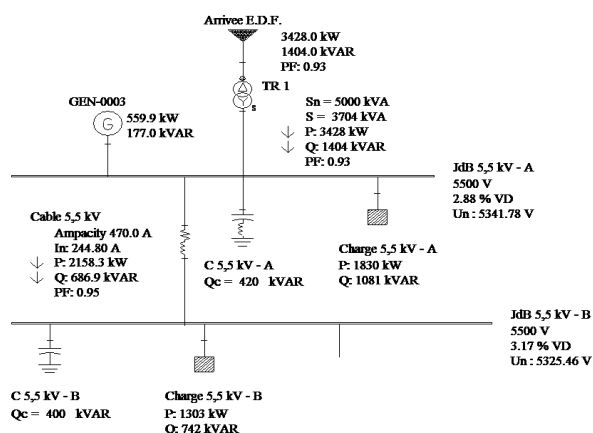 Arrivee E.D.F.
3428.0 kW
1404.0 kVAR
PF: 0.93
TR 1
S
Sn = 5000 kVA
S = 3704 kVA
P: 3428 kW
Q: 1404 kVAR
PF: 0.93
GEN-0003
G
559.9 kW
177.0 kVAR
JdB 5,5 kV - A
5500 V
2.88 % VD
Un : 5341.78 V
Cable 5,5 kV
Ampacity 470.0 A
In: 244.80 A
P: 2158.3 kW
Q: 686.9 kVAR
PF: 0.95
C 5,5 kV - A
Qc = 420 kVAR
Charge 5,5 kV - A
P: 1830 kW
Q: 1081 kVAR
JdB 5,5 kV - B
5500 V
3.17 % VD
Un : 5325.46 V
C 5,5 kV - B
Qc = 400 kVAR
Charge 5,5 kV - B
P: 1303 kW
Q: 742 kVAR